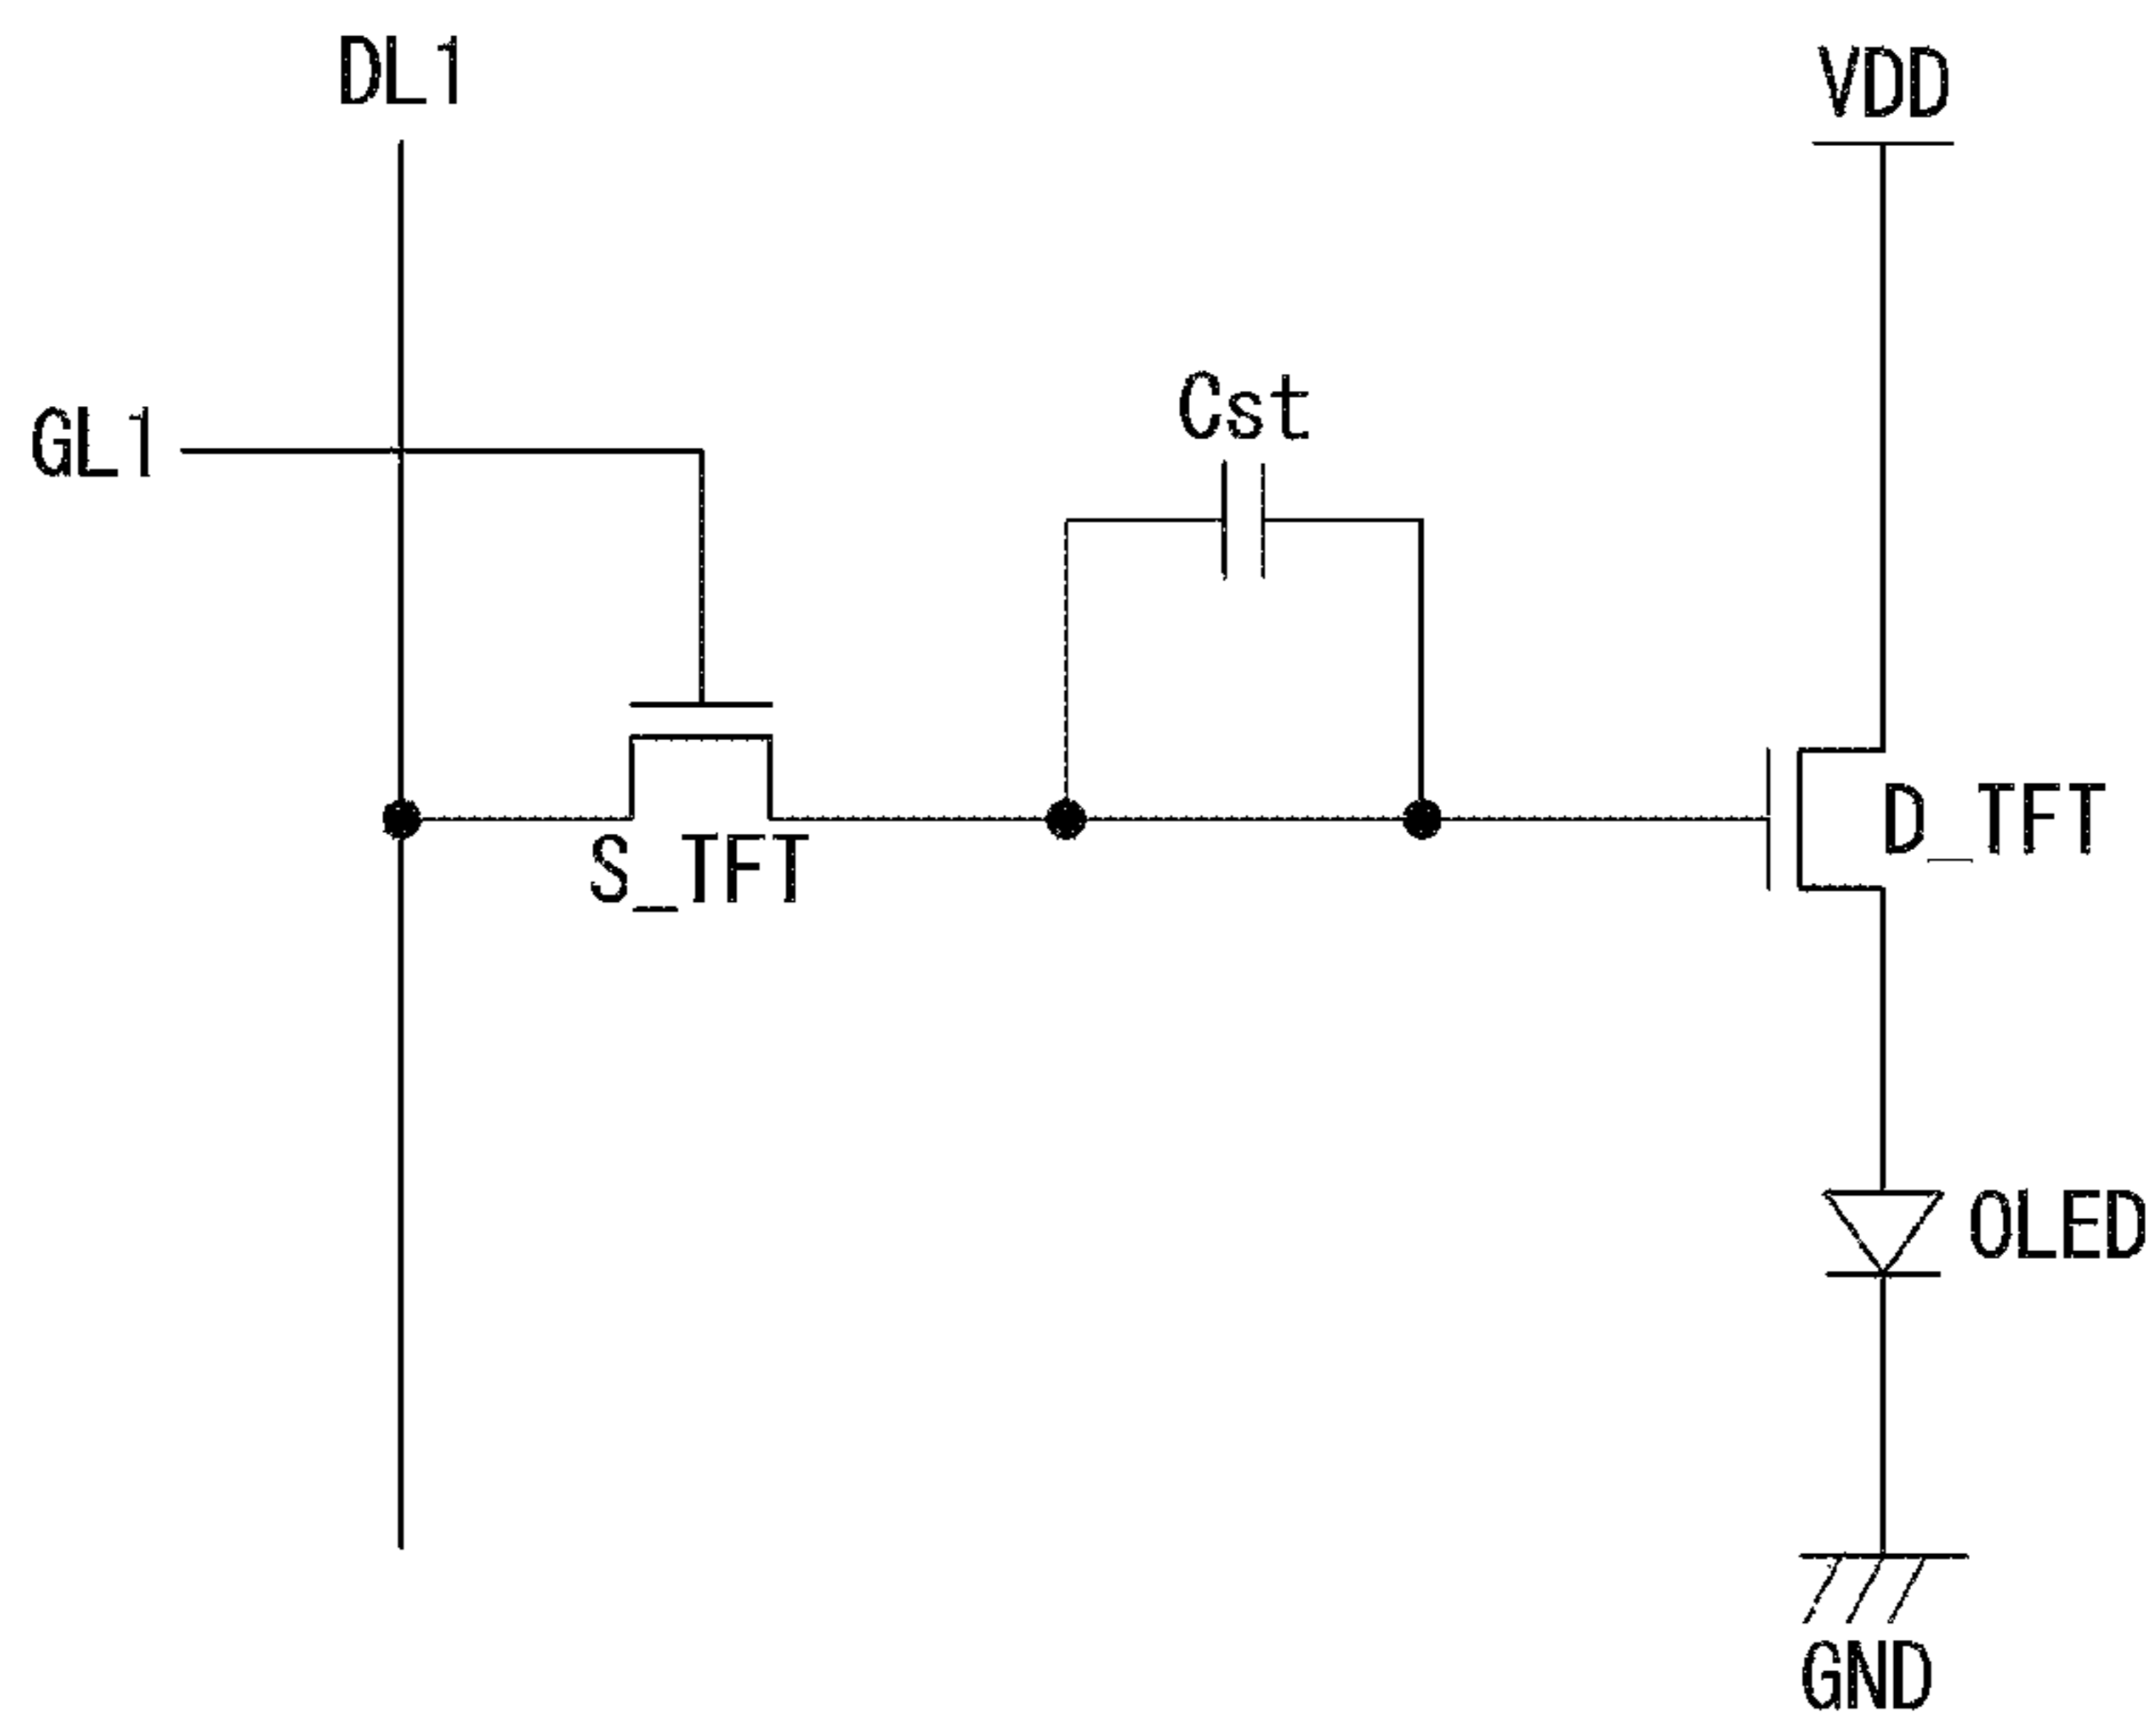 DL1
VDD
GL1
Cst
D_TFT
S_TFT
OLED
GND